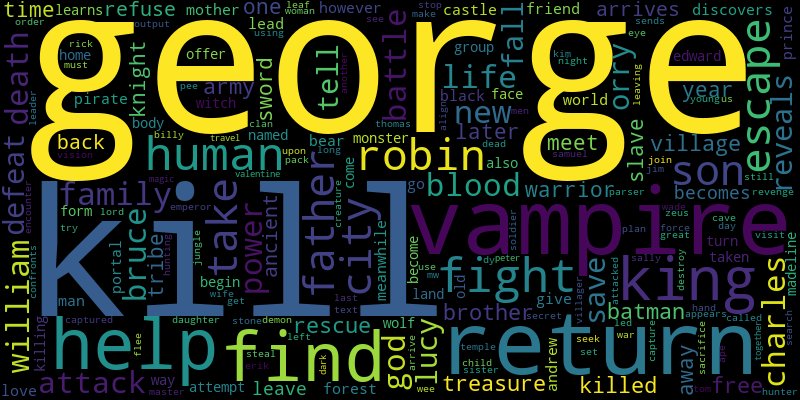 time learns refuse mother one however arrives castle friend discovers
output lead using leaf woman stop make sends see
order rick home must offer pee witch army knight sword tell another battle group black face fall eye kim night edward prince
george
death pirate body clan named bear monster thomas align new later men world year young us leaving orry escape reveals
back billy travel upon pack long also dead meet samuel slave village join jim still revenge
vision human robin son
defeat family magic valentine come go blood warrior parser becomes
encounter form lord emperor creature wade zeus cave
kill vampire
try bruce tribe hunting jungle take power ancient father city meanwhile become soldier plan force great day turn taken visit
william confronts portal begin land use mw old dy peter fight secret give save attacked sally destroy king madeline
man wife get last text villager
captured daughter stone demon brother batman hand appears
killing flee help steal left rescue wolf led war capture called together charles search
erik find dark god arrive lucy temple child sister return andrew seek set away sacrifice ape
attack way master attempt leave forest wee treasure killed tom free hunter
love